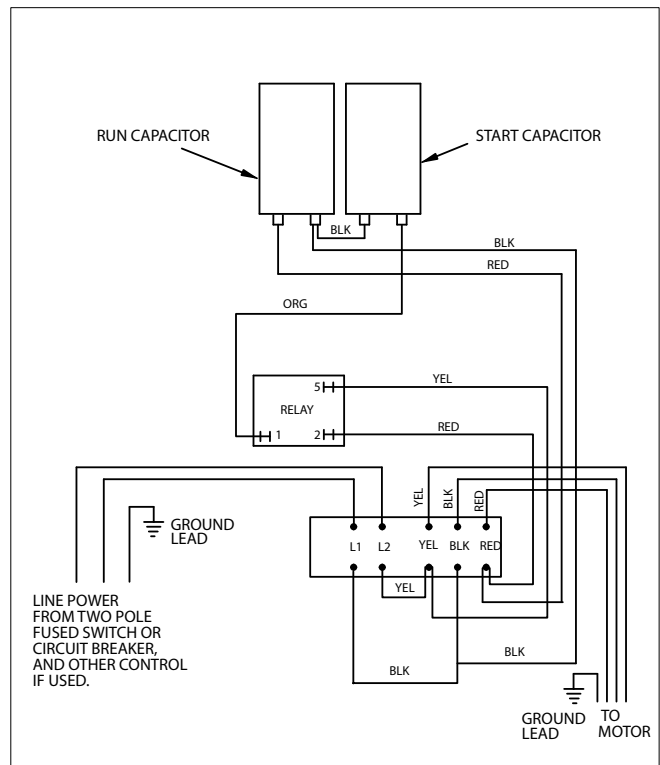 RUN CAPACITOR
START CAPACITOR
BLK
BLK
RED
ORG
5
YEL
RELAY
1
2
RED
YEL
BLK
RED
GROUND
LEAD
L1
L2
YEL
BLK
RED
YEL
LINE POWER
FROM TWO POLE
FUSED SWITCH OR
CIRCUIT BREAKER,
AND OTHER CONTROL
IF USED.
BLK
BLK
GROUND
LEAD
TO
MOTOR